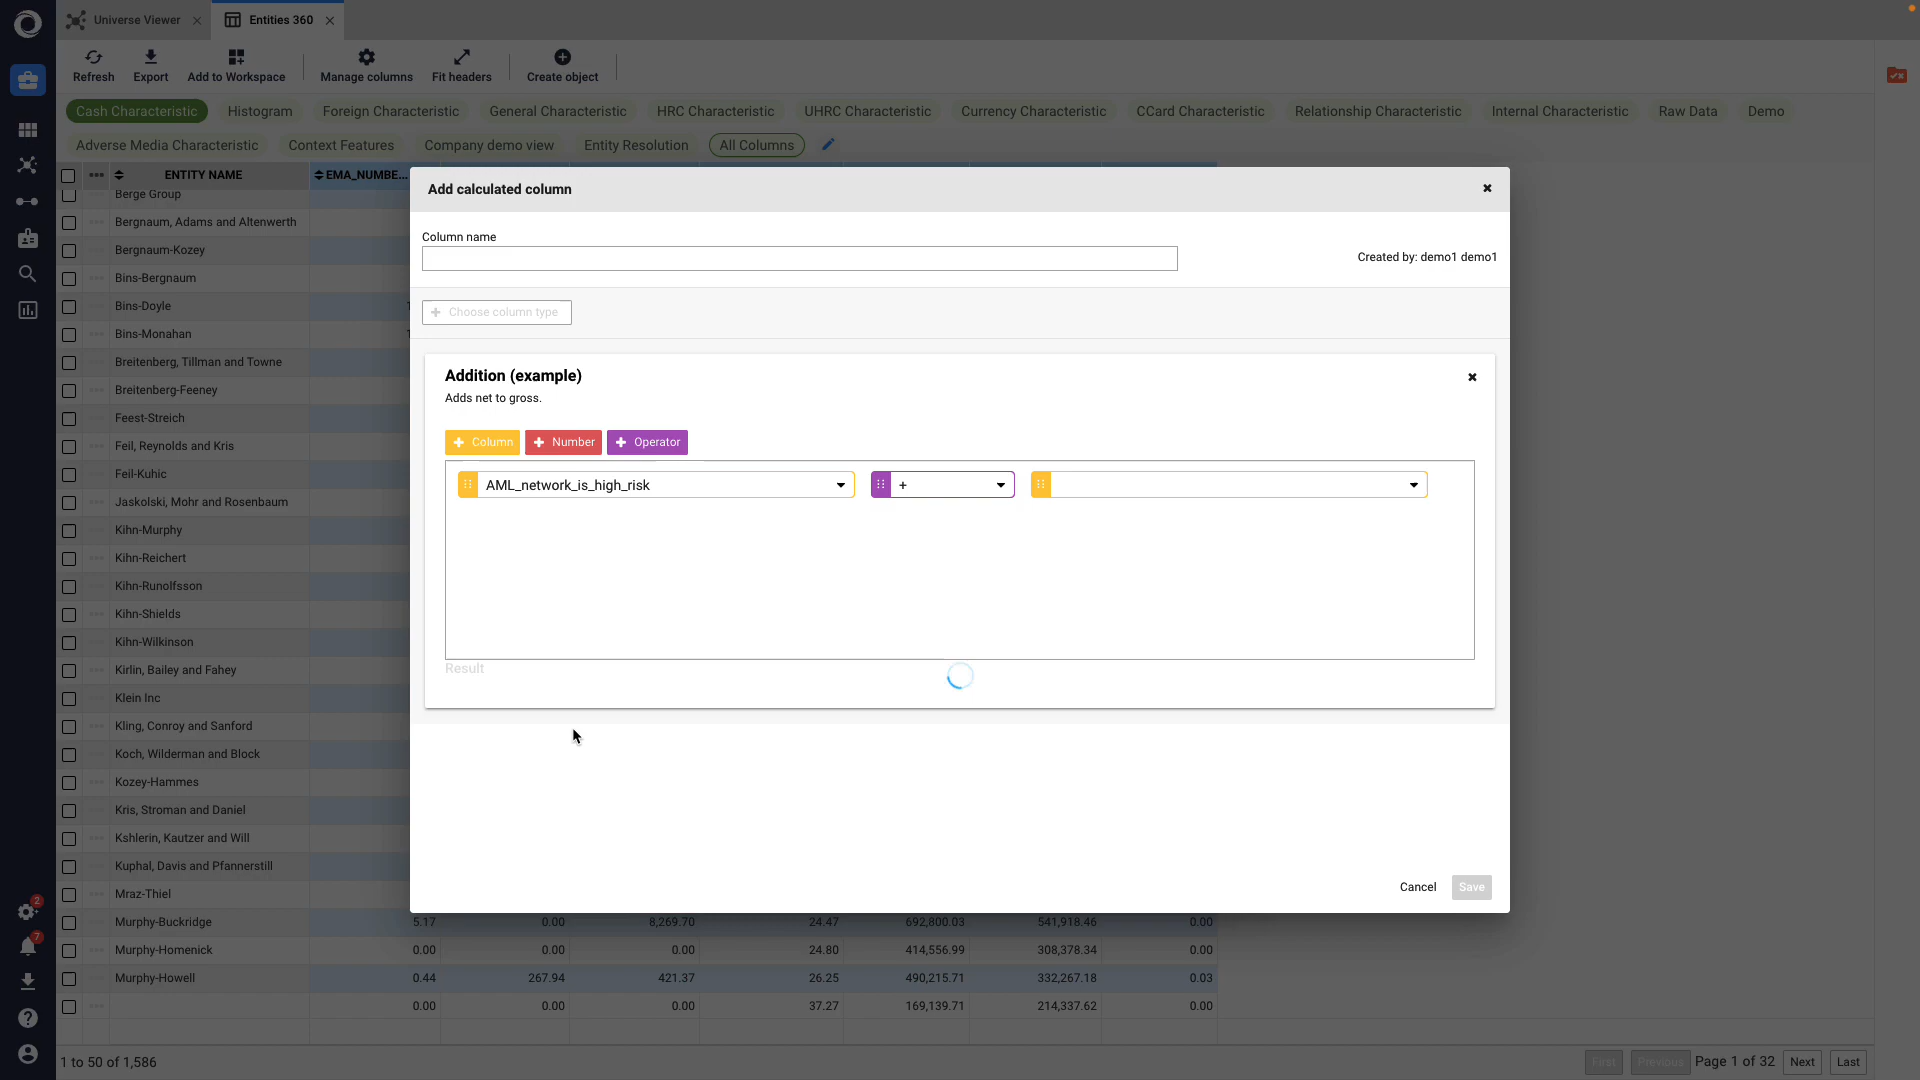 Universe Viewer
Entities 360
Refresh
Export
Add to Workspace
Manage columns
Fit headers
Create object
Cash Characteristic
Histogram
Foreign Characteristic
General Characteristic
HRC Characteristic
UHRC Characteristic
Currency Characteristic
CCard Characteristic
Relationship Characteristic
Internal Characteristic
Raw Data
Demo
Adverse Media Characteristic
Context Features
Company demo view
Entity Resolution
All Columns
ENTITY NAME
EMA_NUMBE...
Berge Group
Bergnaum, Adams and Altenwerth
Bergnaum-Kozey
Bins-Bergnaum
Bins-Doyle
Bins-Monahan
Breitenberg, Tillman and Towne
Breitenberg-Feeney
Feest-Streich
Feil, Reynolds and Kris
Feil-Kuhic
Jaskolski, Mohr and Rosenbaum
Kihn-Murphy
Kihn-Reichert
Kihn-Runolfsson
Kihn-Shields
Kihn-Wilkinson
Kirlin, Bailey and Fahey
Klein Inc
Kling, Conroy and Sanford
Koch, Wilderman and Block
Kozey-Hammes
Kris, Stroman and Daniel
Kshlerin, Kautzer and Will
Kuphal, Davis and Pfannerstill
Mraz-Thiel
Murphy-Buckridge 5.17 0.00 8,269.70 24.47 692,800.03 541,918.46 0.00
Murphy-Homenick 0.00 0.00 0.00 24.80 414,556.99 308,378.34 0.00
Murphy-Howell 0.44 267.94 421.37 26.25 490,215.71 332,267.18 0.03
0.00 0.00 0.00 37.27 169,139.71 214,337.62 0.00
Add calculated column
Column name
Created by: demo1 demo1
Choose column type
Addition (example)
Adds net to gross.
Column
Number
Operator
AML_network_is_high_risk
+
Result
Cancel
Save
2
7
1 to 50 of 1,586
First
Previous
Page 1 of 32
Next
Last